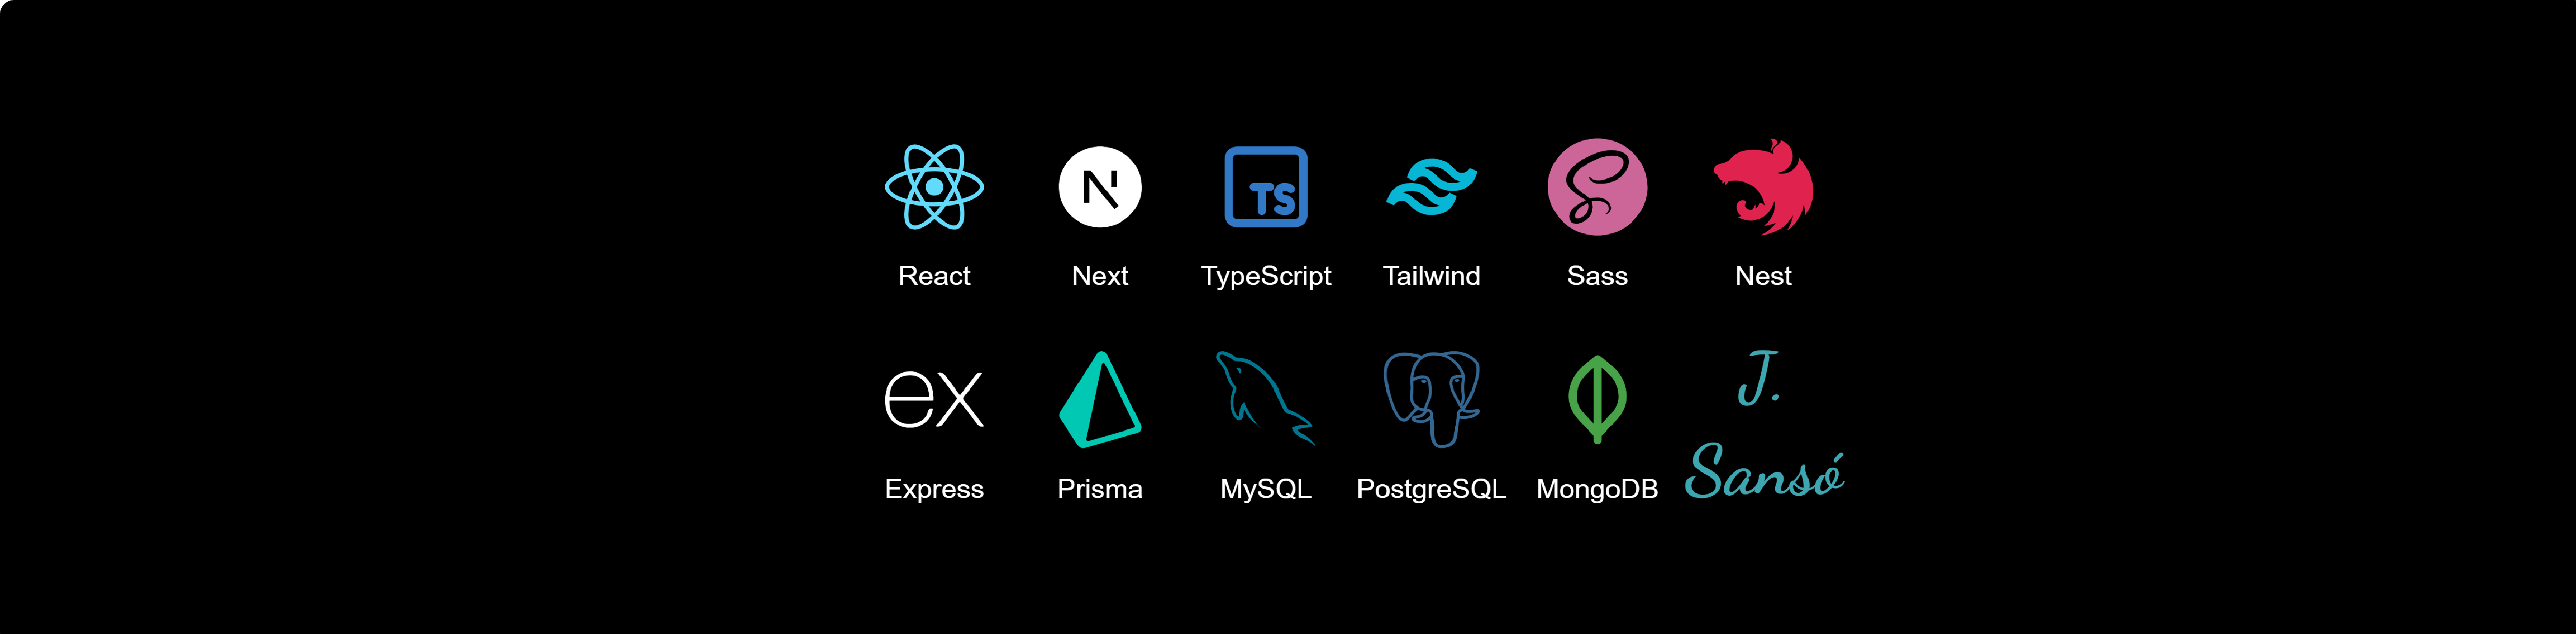 N
TS
React
Next
TypeScript
Tailwind
Sass
Nest
ex
J.
Sansó
Express
Prisma
MySQL
PostgreSQL
MongoDB